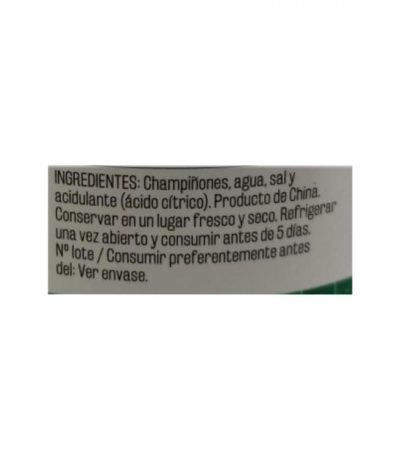 INGREDIENTES: Champiñones, agua, sal y
acidulante (ácido cítrico). Producto de China.
Conservar en un lugar fresco y seco. Refrigerar
una vez abierto y consumir antes de 5 días.
Nº lote / Consumir preferentemente antes
del: Ver envase.